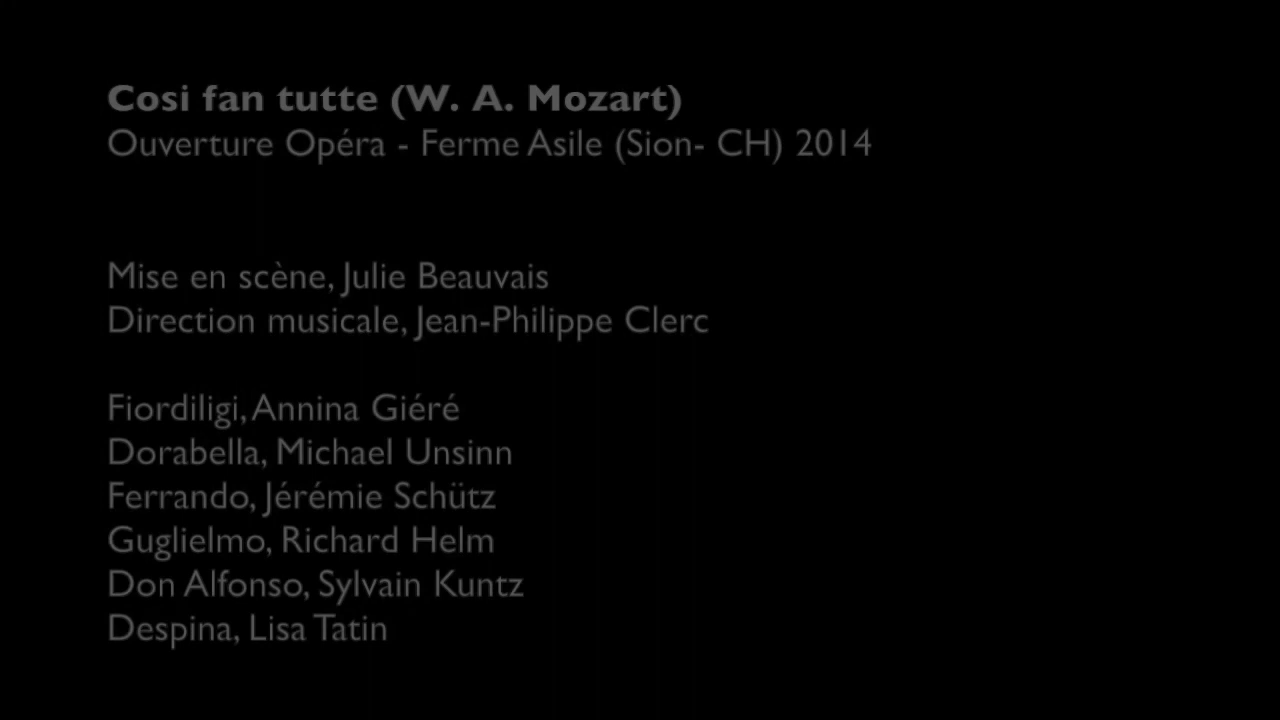 Cosi fan tutte (W. A. Mozart)
Ouverture Opéra - Ferme Asile (Sion- CH) 2014
Mise en scène, Julie Beauvais
Direction musicale, Jean-Philippe Clerc
Fiordiligi, Annina Giéré
Dorabella, Michael Unsinn
Ferrando, Jérémie Schütz
Guglielmo, Richard Helm
Don Alfonso, Sylvain Kuntz
Despina, Lisa Tatin